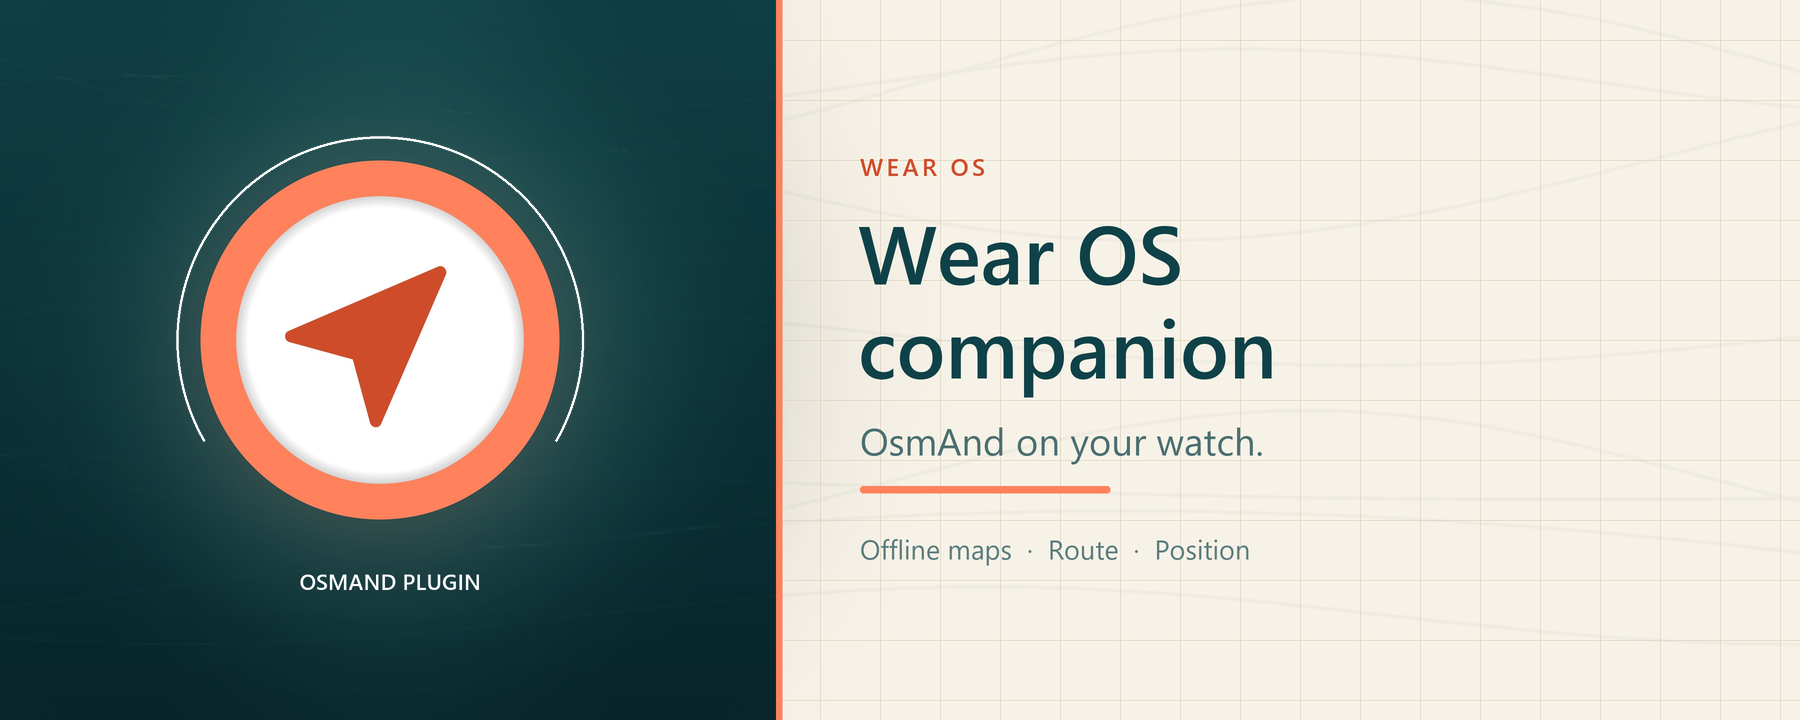 OSMAND PLUGIN
WEAR OS
Wear OS
companion
OsmAnd on your watch.
Offline maps · Route · Position